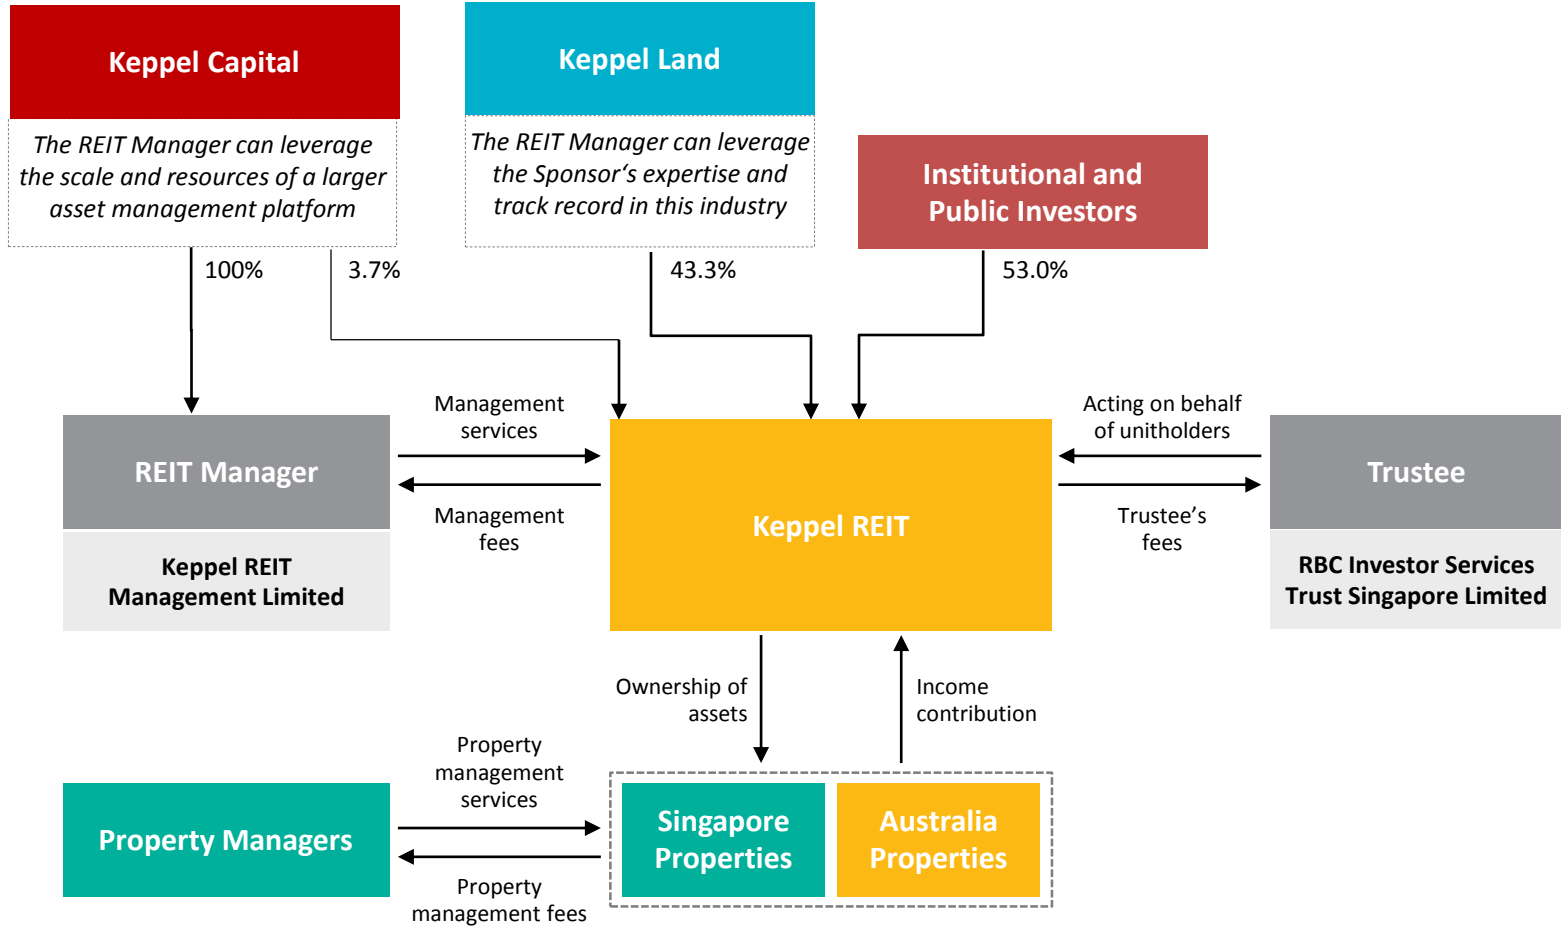 Keppel Capital
The REIT Manager can leverage
the scale and resources of a larger
asset management platform
Keppel Land
The REIT Manager can leverage
the Sponsor‘s expertise and
track record in this industry
Institutional and
Public Investors
100%
3.7%
43.3%
53.0%
Management
services
Acting on behalf
of unitholders
REIT Manager
Keppel REIT
Management Limited
Management
fees
Keppel REIT
Trustee’s
fees
Trustee
RBC Investor Services
Trust Singapore Limited
Ownership of
assets
Income
contribution
Property
management
services
Property Managers
Property
management fees
Singapore
Properties
Australia
Properties